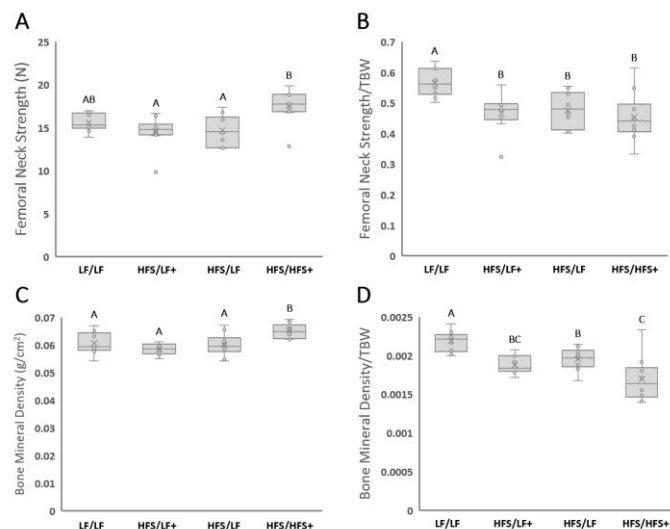 A
Femoral Neck Strength (N)
25
20
15
10
5
0
AB
A
A
B
LF/LF
HFS/LF+
HFS/LF
HFS/HFS+
B
Femoral Neck Strength/TBW
0.7
0.6
0.5
0.4
0.3
0.2
0.1
0
A
B
B
B
LF/LF
HFS/LF+
HFS/LF
HFS/HFS+
C
Bone Mineral Density (g/cm²)
0.07
0.06
0.05
0.04
0.03
0.02
0.01
0
A
A
A
B
LF/LF
HFS/LF+
HFS/LF
HFS/HFS+
D
Bone Mineral Density/TBW
0.0025
0.002
0.0015
0.001
0.0005
0
A
BC
B
C
LF/LF
HFS/LF+
HFS/LF
HFS/HFS+